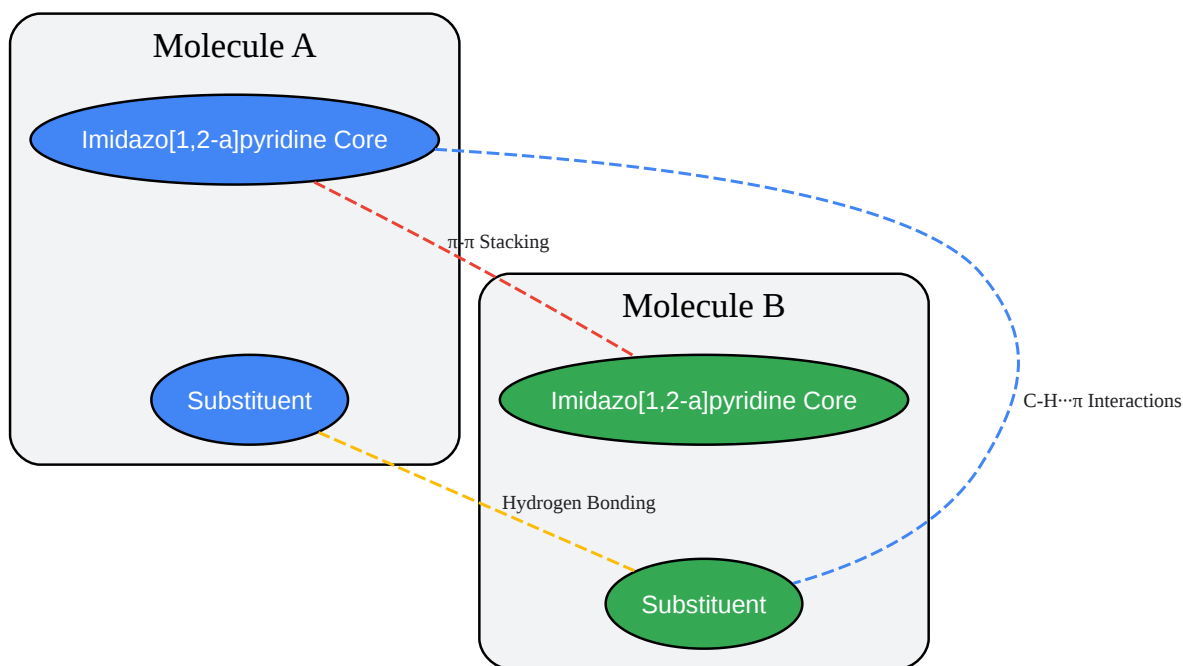 Molecule A
Imidazo[1,2-a]pyridine Core
π-π Stacking
Molecule B
Substituent
Imidazo[1,2-a]pyridine Core
C-H···π Interactions
Hydrogen Bonding
Substituent